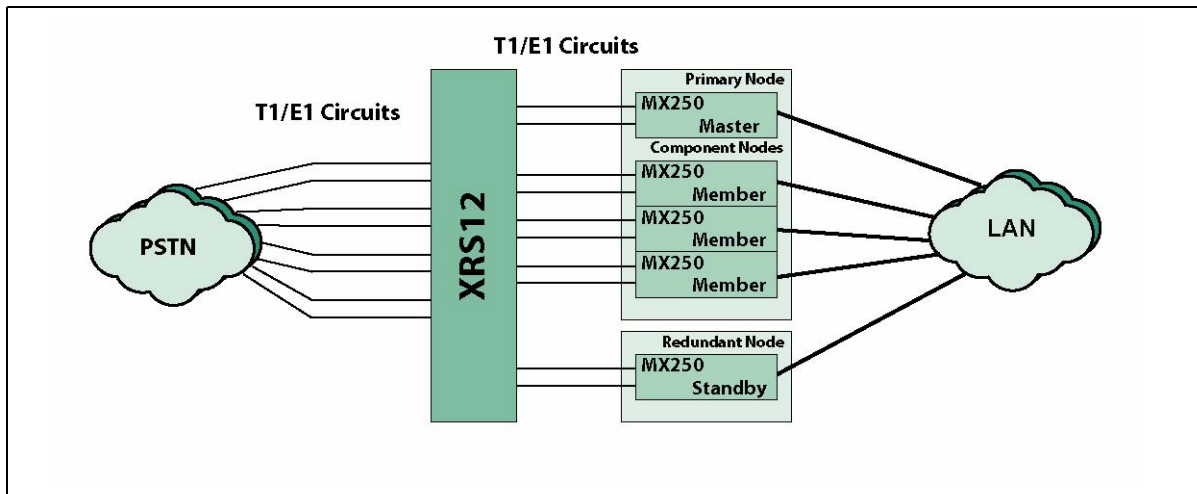 T1/E1 Circuits
T1/E1 Circuits
PSTN
XRS12
Primary Node
MX250
Master
Component Nodes
MX250
Member
MX250
Member
MX250
Member
Redundant Node
MX250
Standby
LAN